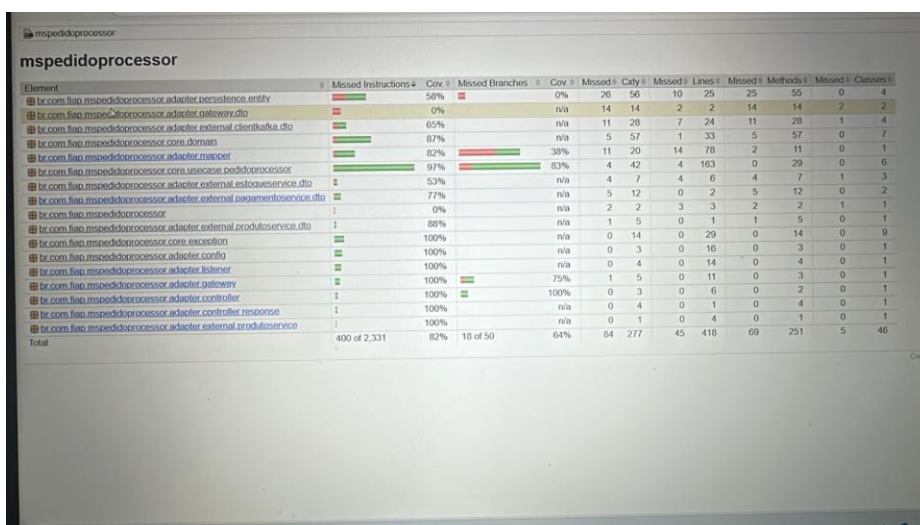 mspedidoprocessor
mspedidoprocessor
Element Missed Instructions Cov. Missed Branches Cov. Missed Cxty Missed Lines Missed Methods Missed Classes
br.com.fiap.mspedidoprocessor.adapter.persistence.entity 58% 0% 26 56 10 25 25 55 0 4
br.com.fiap.mspedidoprocessor.adapter.gateway.dto 0% n/a 14 14 2 2 14 14 2 2
br.com.fiap.mspedidoprocessor.adapter.external.clientkafka.dto 65% n/a 11 28 7 24 11 28 1 4
br.com.fiap.mspedidoprocessor.core.domain 87% n/a 5 57 1 33 5 57 0 7
br.com.fiap.mspedidoprocessor.adapter.mapper 82% 38% 11 20 14 78 2 11 0 1
br.com.fiap.mspedidoprocessor.core.usecase.pedidoprocessor 97% 83% 4 42 4 163 0 29 0 6
br.com.fiap.mspedidoprocessor.adapter.external.estoqueservice.dto 53% n/a 4 7 4 6 4 7 1 3
br.com.fiap.mspedidoprocessor.adapter.external.pagamentoservice.dto 77% n/a 5 12 0 2 5 12 0 2
br.com.fiap.mspedidoprocessor 0% n/a 2 2 3 3 2 2 1 1
br.com.fiap.mspedidoprocessor.adapter.external.produtoservice.dto 88% n/a 1 5 0 1 1 5 0 1
br.com.fiap.mspedidoprocessor.core.exception 100% n/a 0 14 0 29 0 14 0 9
br.com.fiap.mspedidoprocessor.adapter.config 100% n/a 0 3 0 16 0 3 0 1
br.com.fiap.mspedidoprocessor.adapter.listener 100% n/a 0 4 0 14 0 4 0 1
br.com.fiap.mspedidoprocessor.adapter.gateway 100% 75% 1 5 0 11 0 3 0 1
br.com.fiap.mspedidoprocessor.adapter.controller 100% 100% 0 3 0 6 0 2 0 1
br.com.fiap.mspedidoprocessor.adapter.controller.response 100% n/a 0 4 0 1 0 4 0 1
br.com.fiap.mspedidoprocessor.adapter.external.produtoservice 100% n/a 0 1 0 4 0 1 0 1
Total 400 of 2,331 82% 18 of 50 64% 84 277 45 418 69 251 5 46